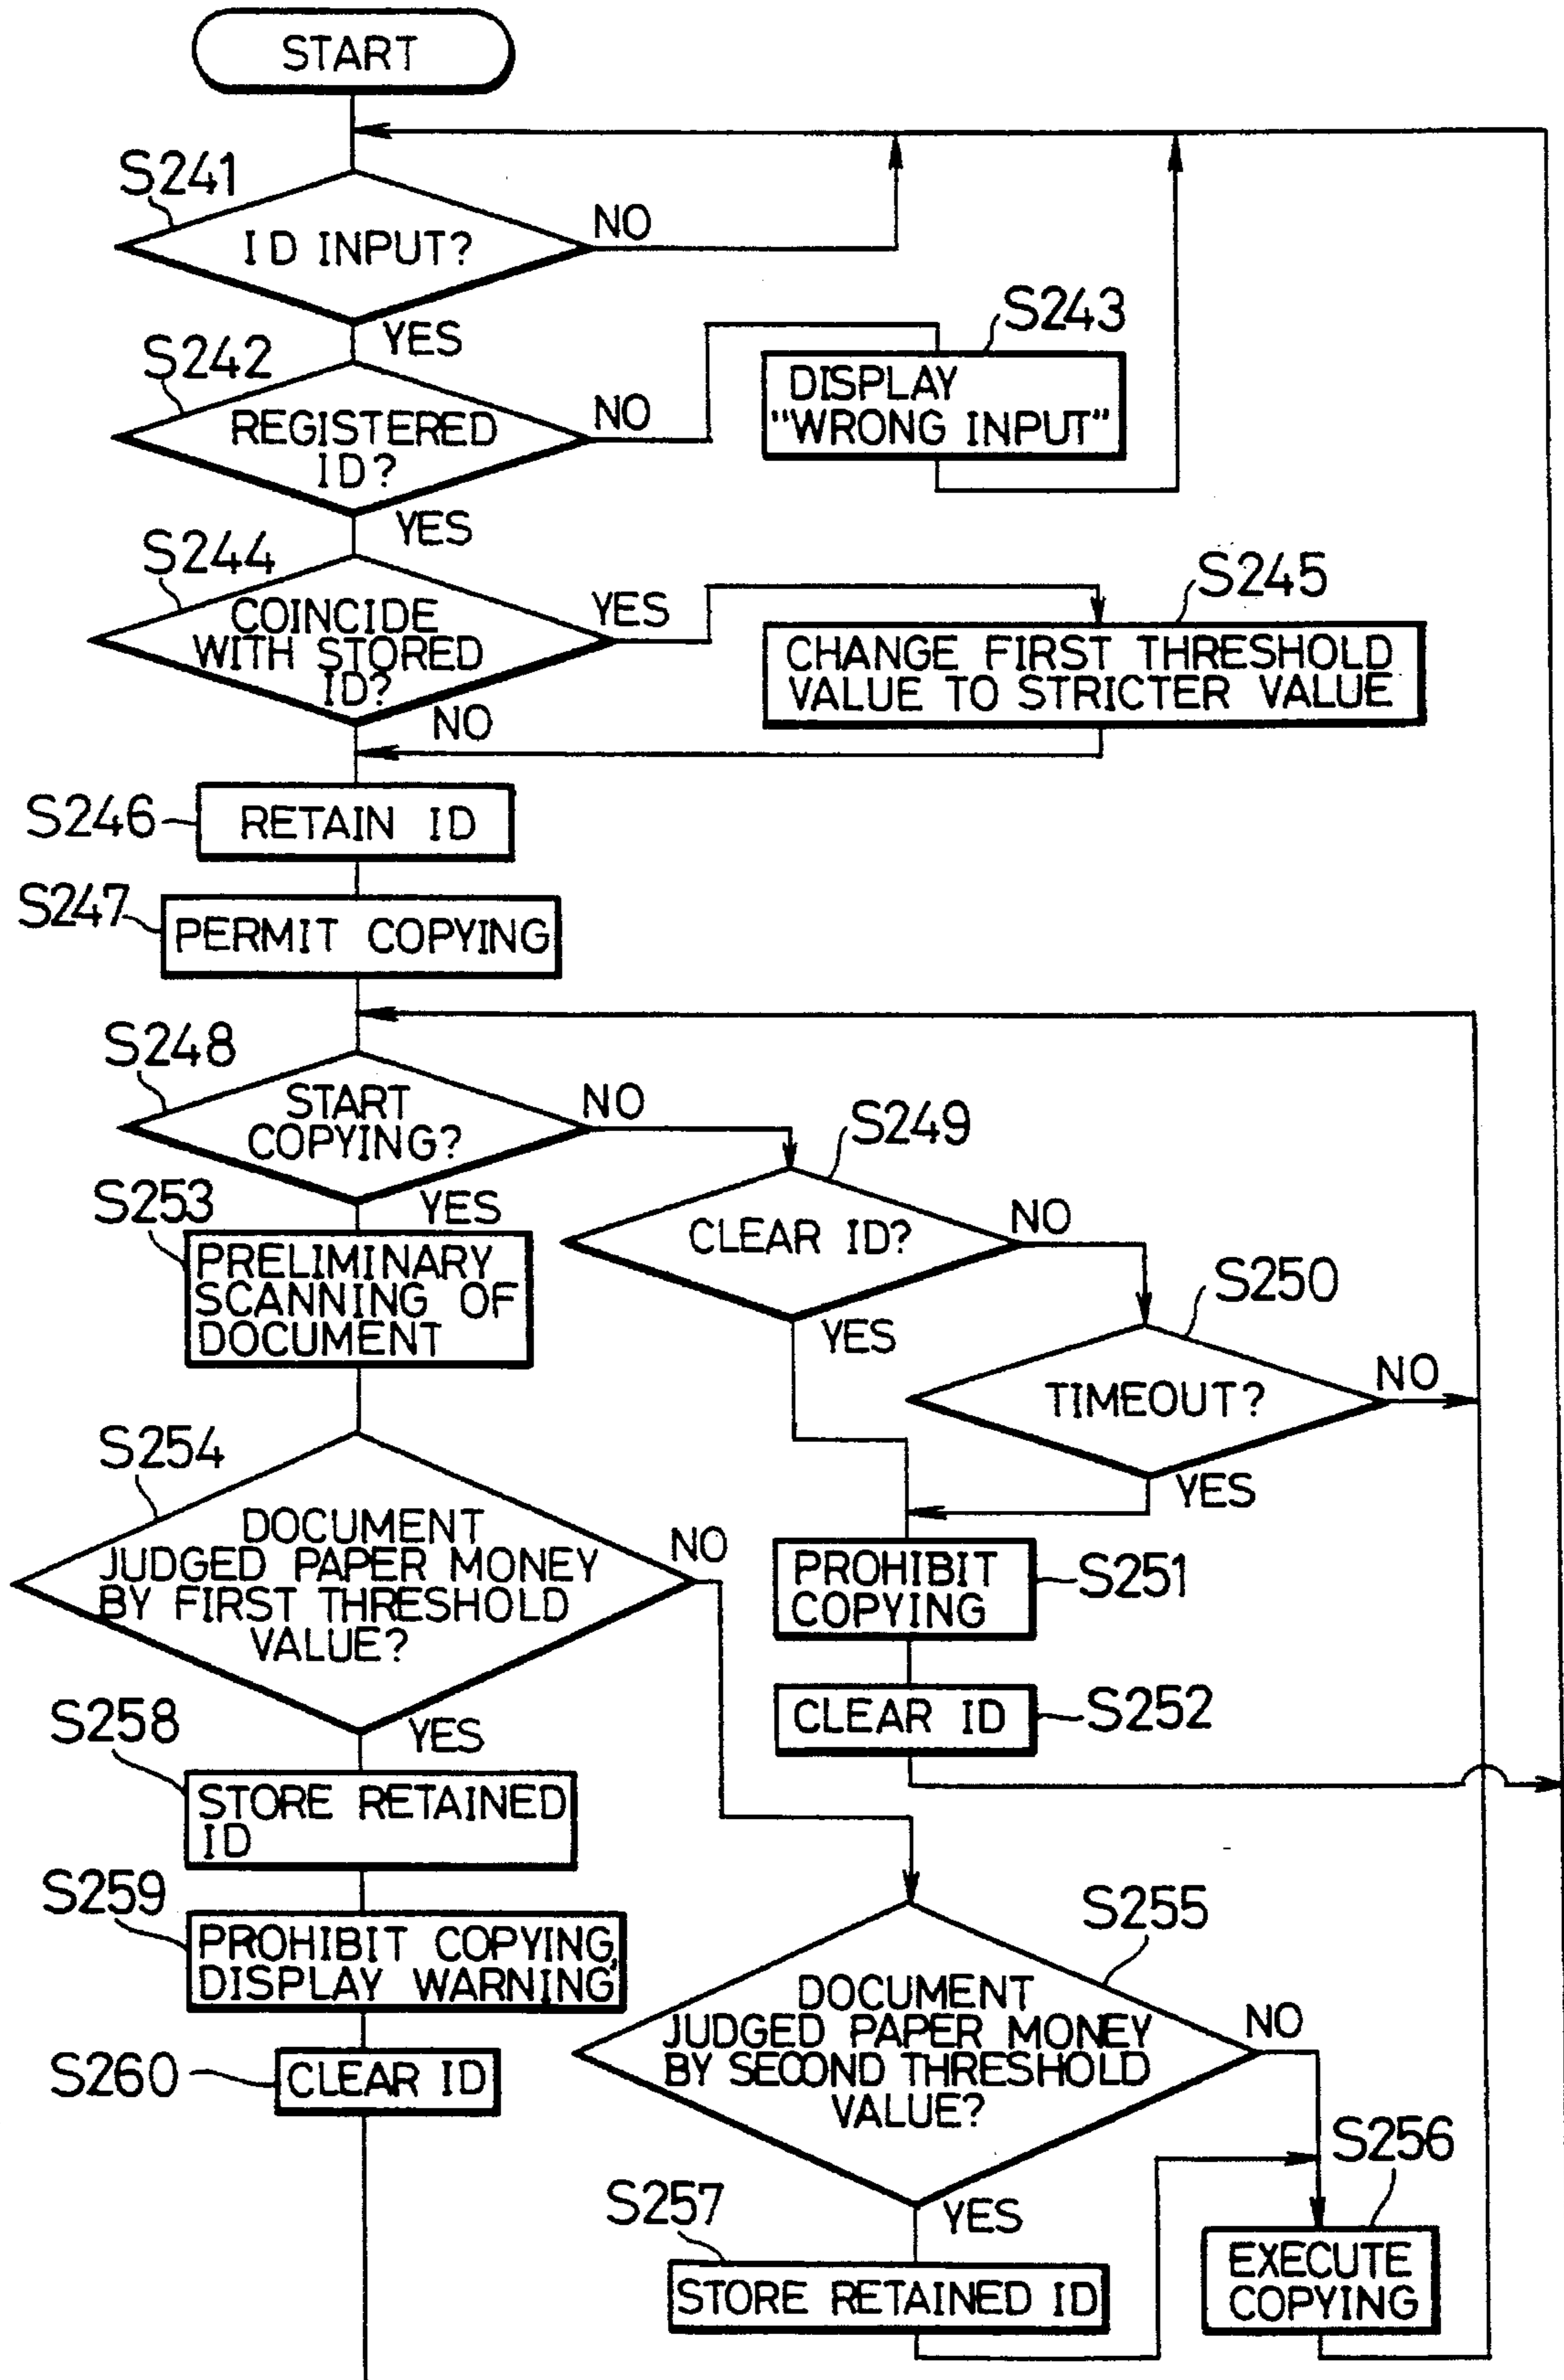 START
S241
ID INPUT?
NO
YES
S242
REGISTERED
ID?
NO
YES
S243
DISPLAY
"WRONG INPUT"
S244
COINCIDE
WITH STORED
ID?
YES
NO
S245
CHANGE FIRST THRESHOLD
VALUE TO STRICTER VALUE
S246
RETAIN ID
S247
PERMIT COPYING
S248
START
COPYING?
NO
YES
S249
CLEAR ID?
NO
YES
S250
TIMEOUT?
NO
YES
S251
PROHIBIT
COPYING
S252
CLEAR ID
S253
PRELIMINARY
SCANNING OF
DOCUMENT
S254
DOCUMENT
JUDGED PAPER MONEY
BY FIRST THRESHOLD
VALUE?
NO
YES
S258
STORE RETAINED
ID
S259
PROHIBIT COPYING,
DISPLAY WARNING
S260
CLEAR ID
S255
DOCUMENT
JUDGED PAPER MONEY
BY SECOND THRESHOLD
VALUE?
NO
YES
S256
EXECUTE
COPYING
S257
STORE RETAINED ID